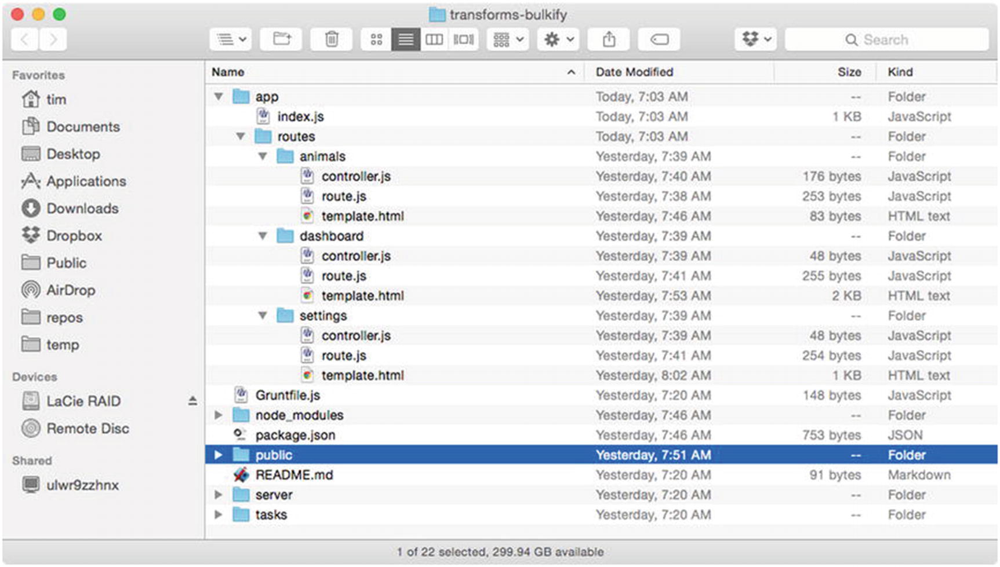 transforms-bulkify
Search
Favorites
tim
Documents
Desktop
Applications
Downloads
Dropbox
Public
AirDrop
repos
temp
Devices
LaCie RAID
Remote Disc
Shared
ulwr9zzhnx
Name Date Modified Size Kind
app Today, 7:03 AM -- Folder
index.js Today, 7:03 AM 1 KB JavaScript
routes Today, 7:03 AM -- Folder
animals Yesterday, 7:39 AM -- Folder
controller.js Yesterday, 7:40 AM 176 bytes JavaScript
route.js Yesterday, 7:38 AM 253 bytes JavaScript
template.html Yesterday, 7:46 AM 83 bytes HTML text
dashboard Yesterday, 7:39 AM -- Folder
controller.js Yesterday, 7:39 AM 48 bytes JavaScript
route.js Yesterday, 7:41 AM 255 bytes JavaScript
template.html Yesterday, 7:53 AM 2 KB HTML text
settings Yesterday, 7:39 AM -- Folder
controller.js Yesterday, 7:39 AM 48 bytes JavaScript
route.js Yesterday, 7:41 AM 254 bytes JavaScript
template.html Yesterday, 8:02 AM 1 KB HTML text
Gruntfile.js Yesterday, 7:20 AM 148 bytes JavaScript
node_modules Yesterday, 7:46 AM -- Folder
package.json Yesterday, 7:46 AM 753 bytes JSON
public Yesterday, 7:51 AM -- Folder
README.md Yesterday, 7:20 AM 91 bytes Markdown
server Yesterday, 7:20 AM -- Folder
tasks Yesterday, 7:20 AM -- Folder
1 of 22 selected, 299.94 GB available